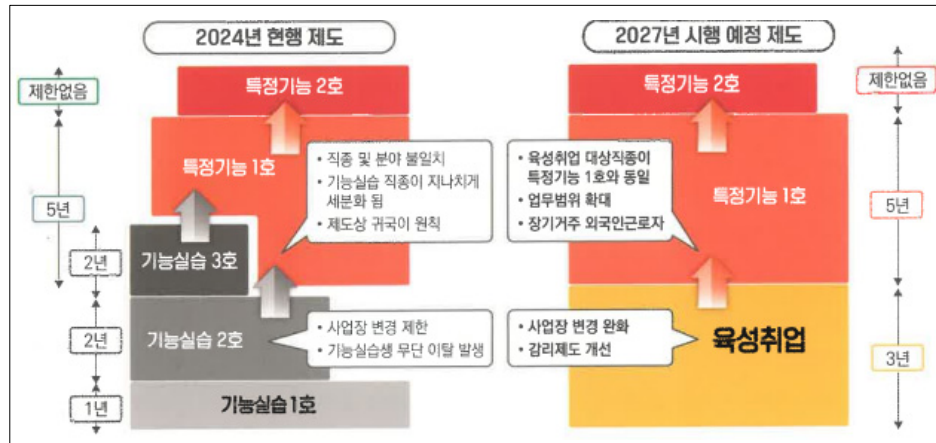 2024년 현행 제도
제한없음
5년
2년
2년
1년
특정기능 2호
특정기능 1호
• 직종 및 분야 불일치
• 기능실습 직종이 지나치게
세분화 됨
• 제도상 귀국이 원칙
기능실습 3호
기능실습 2호
• 사업장 변경 제한
• 기능실습생 무단 이탈 발생
기능실습 1호
2027년 시행 예정 제도
특정기능 2호
• 육성취업 대상직종이
특정기능 1호와 동일
• 업무범위 확대
• 장기거주 외국인근로자
특정기능 1호
• 사업장 변경 완화
• 감리제도 개선
육성취업
제한없음
5년
3년